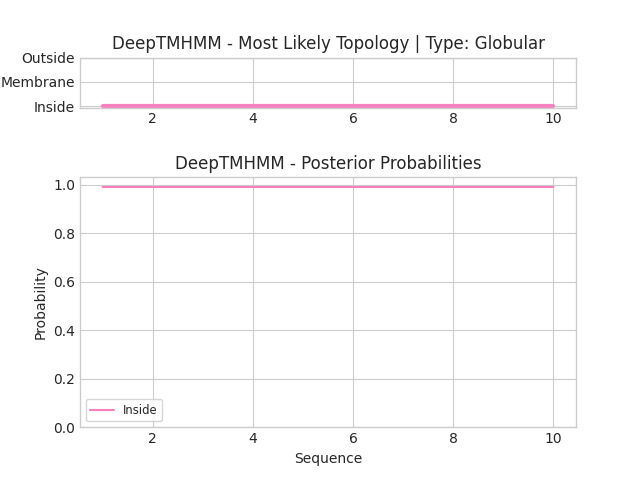 DeepTMHMM - Most Likely Topology | Type: Globular
Outside
Membrane
Inside
2 4 6 8 10
DeepTMHMM - Posterior Probabilities
1.0
0.8
0.6
0.4
0.2
0.0
Probability
Inside
2 4 6 8 10
Sequence